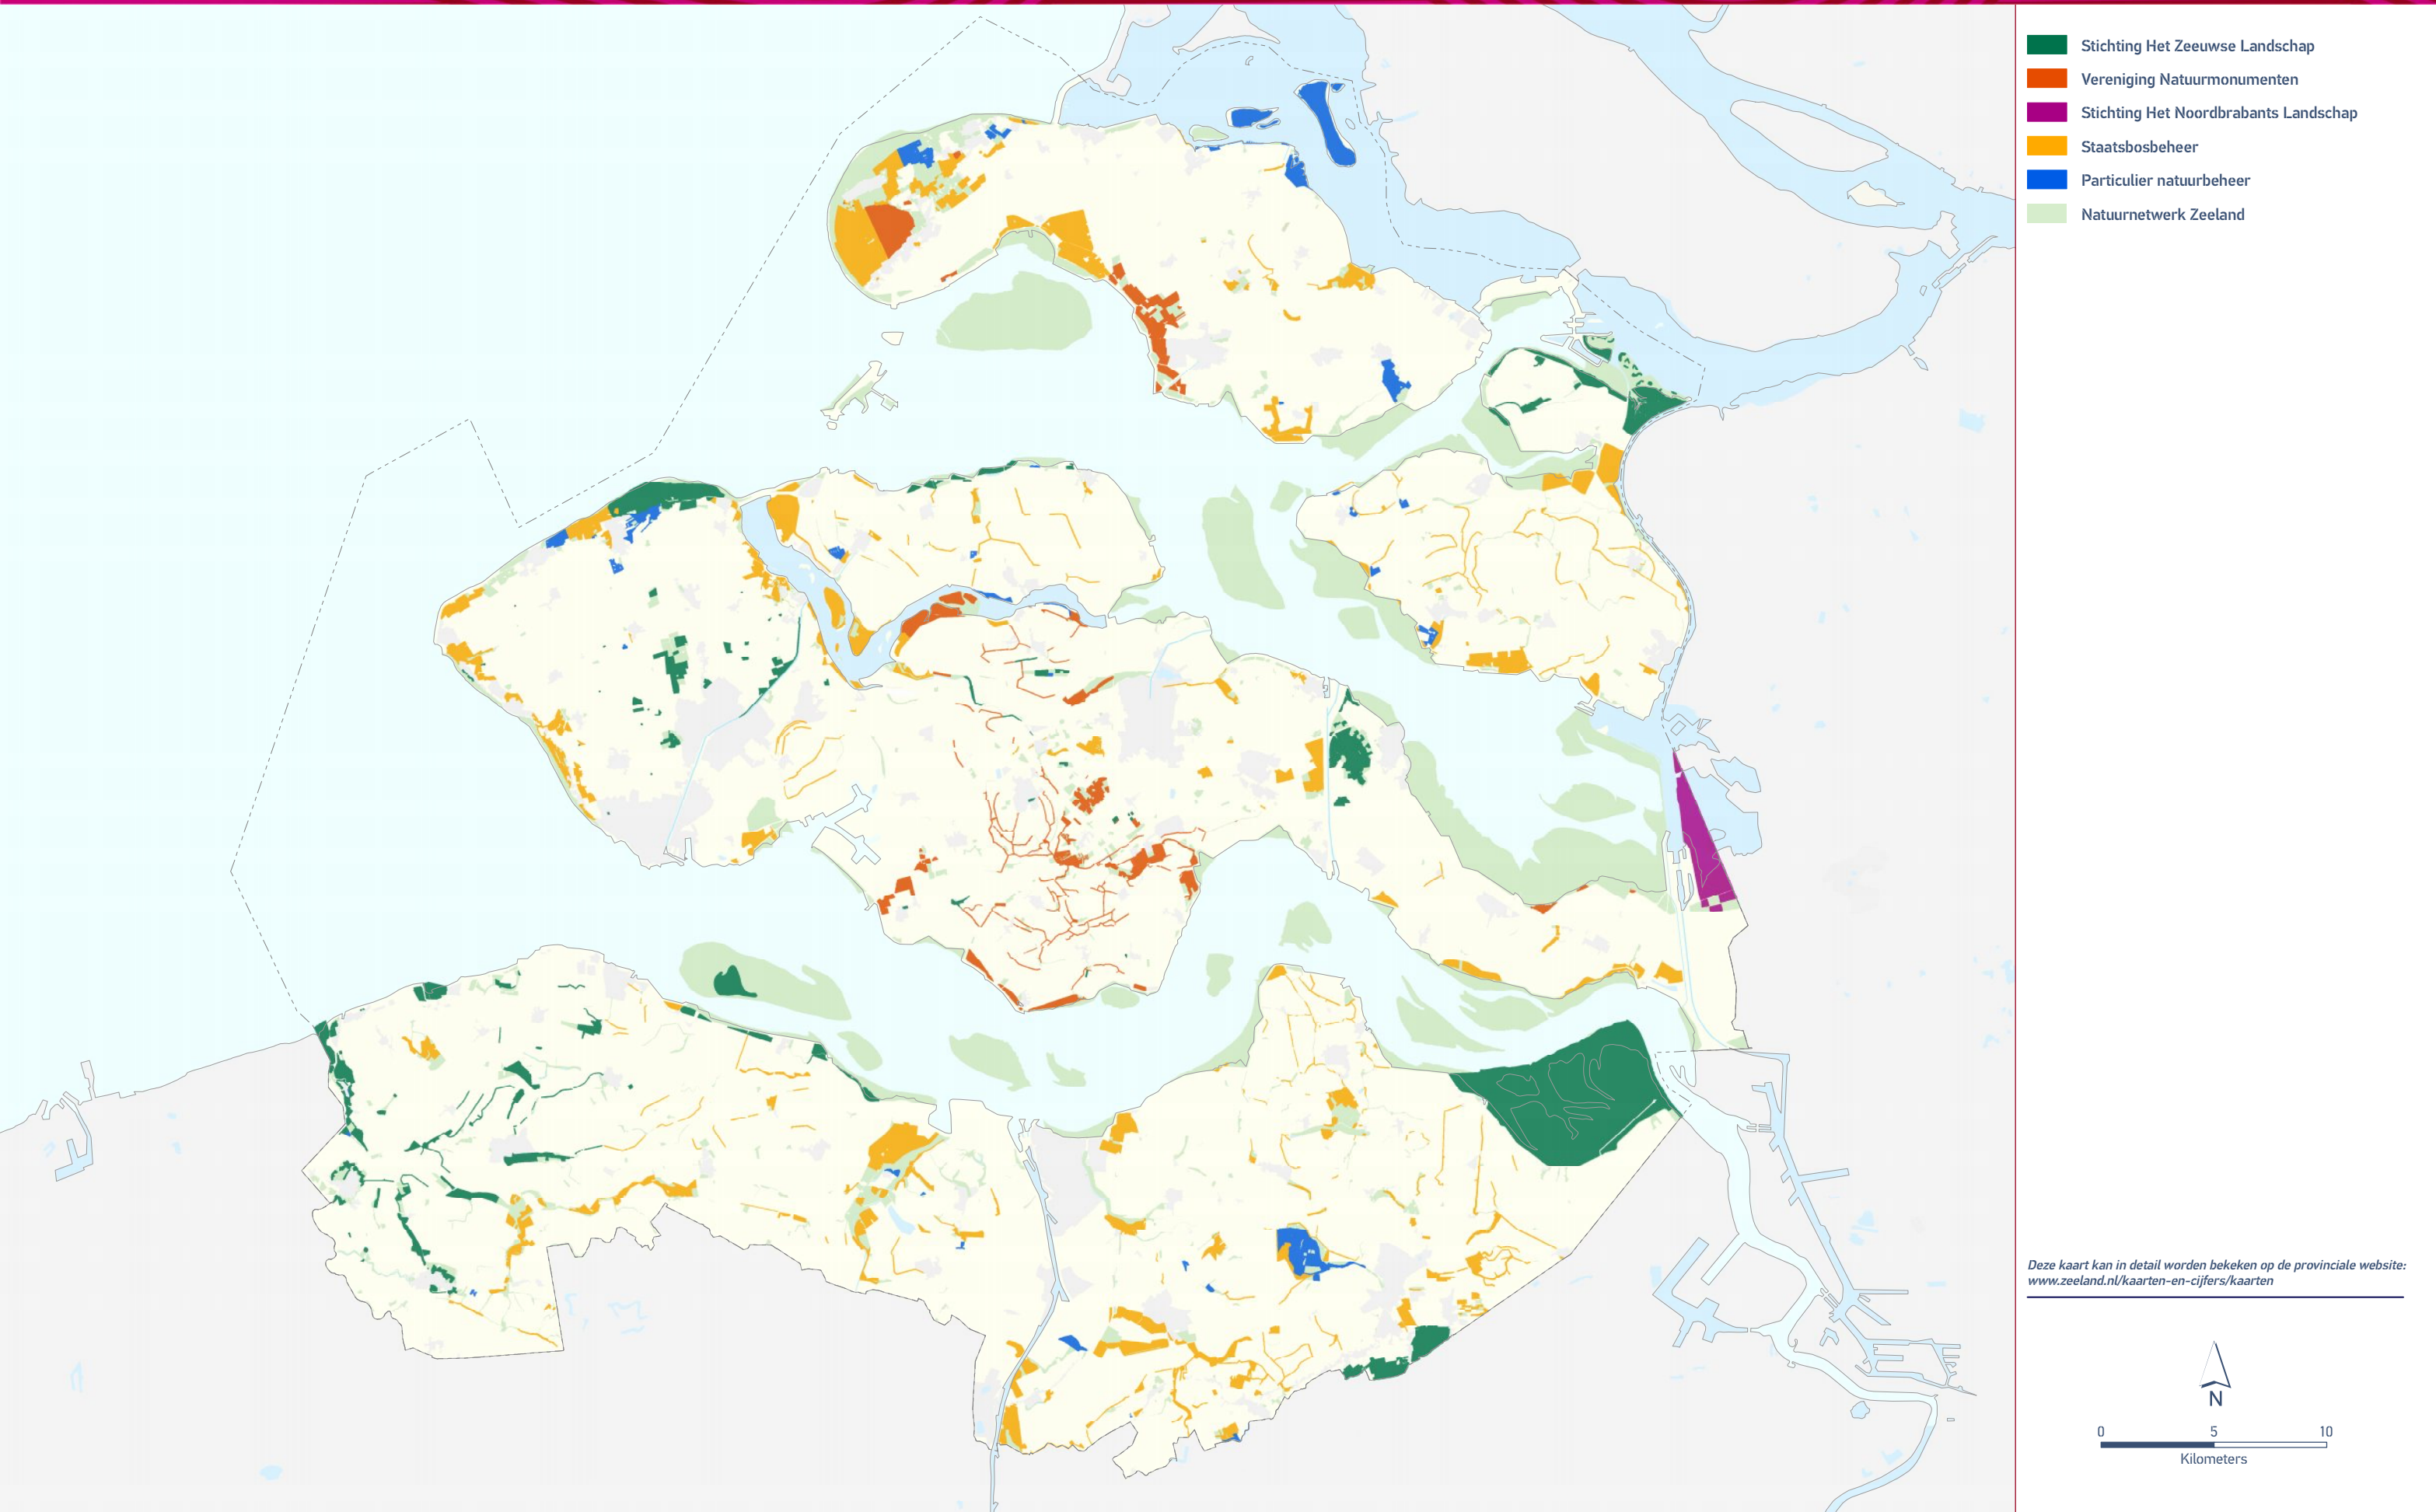 Stichting Het Zeeuwse Landschap
Vereniging Natuurmonumenten
Stichting Het Noordbrabants Landschap
Staatsbosbeheer
Particulier natuurbeheer
Natuurnetwerk Zeeland
Deze kaart kan in detail worden bekeken op de provinciale website:
www.zeeland.nl/kaarten-en-cijfers/kaarten
N
0 5 10
Kilometers